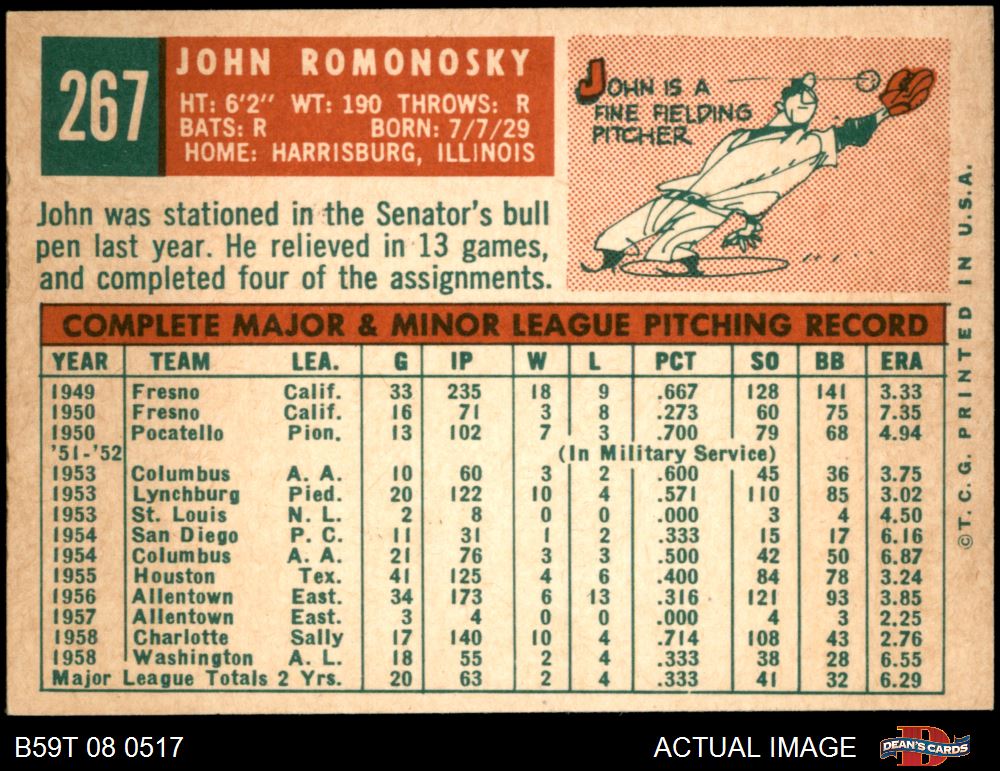 267
JOHN ROMONOSKY
HT: 6'2" WT: 190 THROWS: R
BATS: R BORN: 7/7/29
HOME: HARRISBURG, ILLINOIS
JOHN IS A
FINE FIELDING
PITCHER
John was stationed in the Senator's bull
pen last year. He relieved in 13 games,
and completed four of the assignments.
COMPLETE MAJOR & MINOR LEAGUE PITCHING RECORD
YEAR TEAM LEA. G IP W L PCT SO BB ERA
1949 Fresno Calif. 33 235 18 9 .667 128 141 3.33
1950 Fresno Calif. 16 71 3 8 .273 60 75 7.35
1950 Pocatello Pion. 13 102 7 3 .700 79 68 4.94
'51-'52 (In Military Service)
1953 Columbus A. A. 10 60 3 2 .600 45 36 3.75
1953 Lynchburg Pied. 20 122 10 4 .571 110 85 3.02
1953 St. Louis N. L. 2 8 0 0 .000 3 4 4.50
1954 San Diego P. C. 11 31 1 2 .333 15 17 6.16
1954 Columbus A. A. 21 76 3 3 .500 42 50 6.87
1955 Houston Tex. 41 125 4 6 .400 84 78 3.24
1956 Allentown East. 34 173 6 13 .316 121 93 3.85
1957 Allentown East. 3 4 0 0 .000 4 3 2.25
1958 Charlotte Sally 17 140 10 4 .714 108 43 2.76
1958 Washington A. L. 18 55 2 4 .333 38 28 6.55
Major League Totals 2 Yrs. 20 63 2 4 .333 41 32 6.29
©T. C. G. PRINTED IN U.S.A.
B59T 08 0517
ACTUAL IMAGE
DEAN'S CARDS